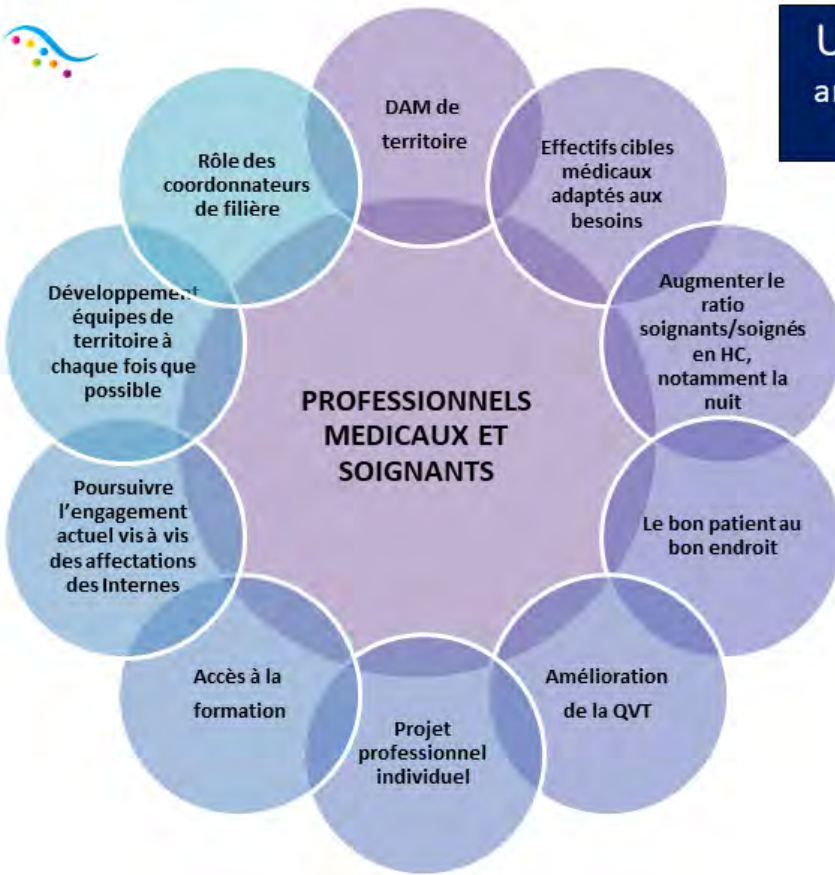 DAM de
territoire
Effectifs cibles
médicaux
adaptés aux
besoins
Augmenter le
ratio
soignants/soignés
en HC,
notamment la
nuit
Le bon patient au
bon endroit
Amélioration
de la QVT
Projet
professionnel
individuel
Accès à la
formation
Poursuivre
l'engagement
actuel vis à vis
des affectations
des Internes
Développement
équipes de
territoire à
chaque fois que
possible
Rôle des
coordonnateurs
de filière
PROFESSIONNELS
MEDICAUX ET
SOIGNANTS